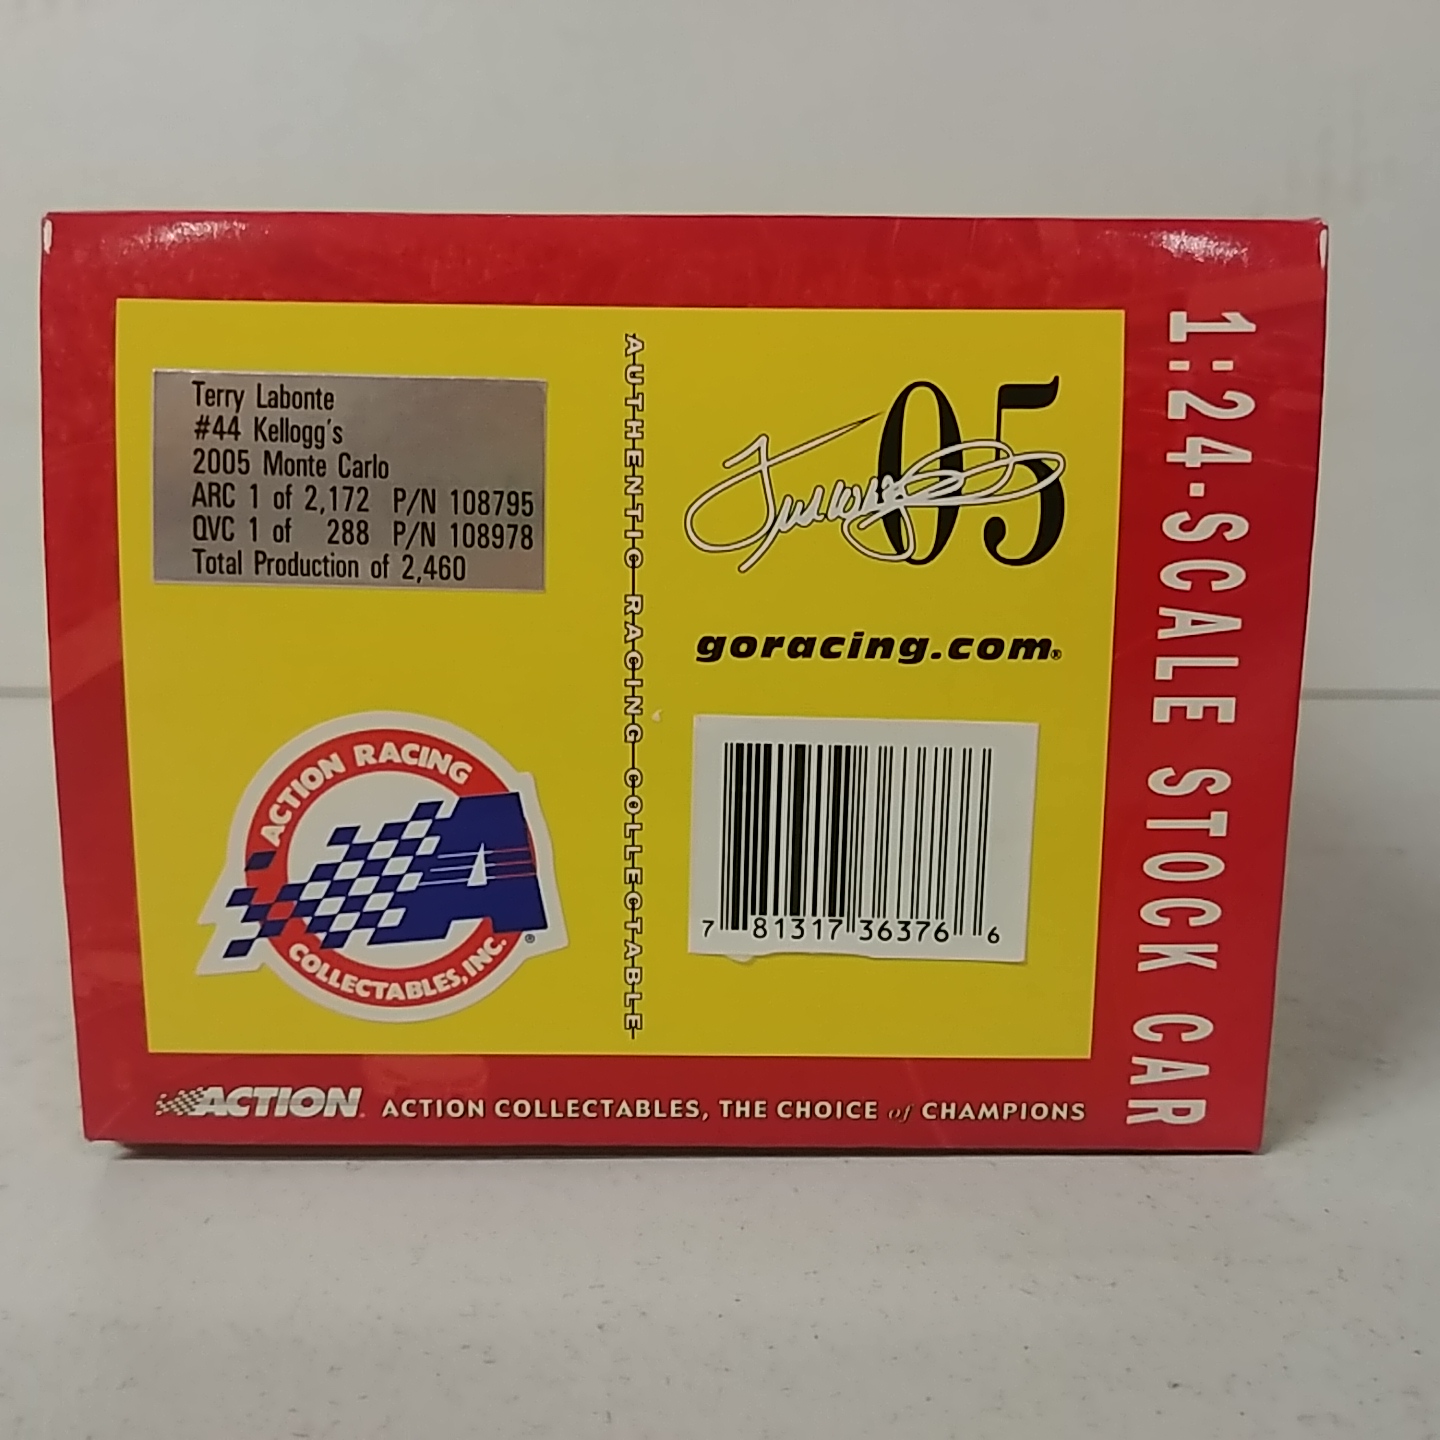 Terry Labonte
#44 Kellogg's
2005 Monte Carlo
ARC 1 of 2,172 P/N 108795
QVC 1 of 288 P/N 108978
Total Production of 2,460
ACTION RACING
COLLECTABLES, INC.®
AUTHENTIC RACING COLLECTABLE
05
goracing.com®
7 81317 36376 6
1:24-SCALE STOCK CAR
ACTION® ACTION COLLECTABLES, THE CHOICE of CHAMPIONS